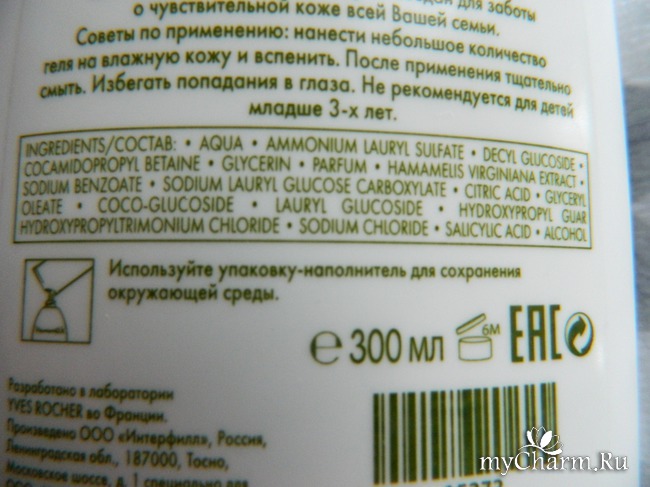 для заботы
о чувствительной коже всей Вашей семьи.
Советы по применению: нанести небольшое количество
геля на влажную кожу и вспенить. После применения тщательно
смыть. Избегать попадания в глаза. Не рекомендуется для детей
младше 3-х лет.
INGREDIENTS/СОСТАВ: • AQUA • AMMONIUM LAURYL SULFATE • DECYL GLUCOSIDE •
COCAMIDOPROPYL BETAINE • GLYCERIN • PARFUM • HAMAMELIS VIRGINIANA EXTRACT •
SODIUM BENZOATE • SODIUM LAURYL GLUCOSE CARBOXYLATE • CITRIC ACID • GLYCERYL
OLEATE • COCO-GLUCOSIDE • LAURYL GLUCOSIDE • HYDROXYPROPYL GUAR
HYDROXYPROPYLTRIMONIUM CHLORIDE • SODIUM CHLORIDE • SALICYLIC ACID • ALCOHOL
Используйте упаковку-наполнитель для сохранения
окружающей среды.
℮ 300 МЛ 6M EAC
Разработано в лаборатории
YVES ROCHER во Франции.
Произведено ООО «Интерфилл», Россия,
Ленинградская обл., 187000, Тосно,
Московское шоссе, д. 1 специально для
myCharm.Ru